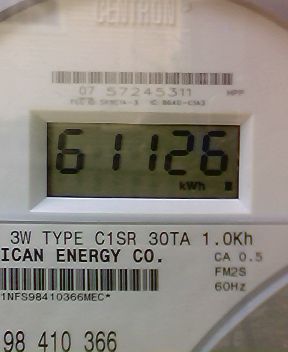 CENTRON
07 57245311 HPP
61126
kWh
3W TYPE C1SR 30TA 1.0Kh
ICAN ENERGY CO. CA 0.5
FM2S
60Hz
1NFS98410366MEC*
98 410 366